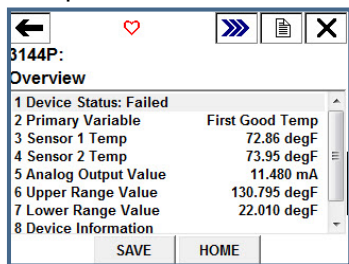 3144P:
Overview
1 Device Status: Failed
2 Primary Variable First Good Temp
3 Sensor 1 Temp 72.86 degF
4 Sensor 2 Temp 73.95 degF
5 Analog Output Value 11.480 mA
6 Upper Range Value 130.795 degF
7 Lower Range Value 22.010 degF
8 Device Information
SAVE HOME